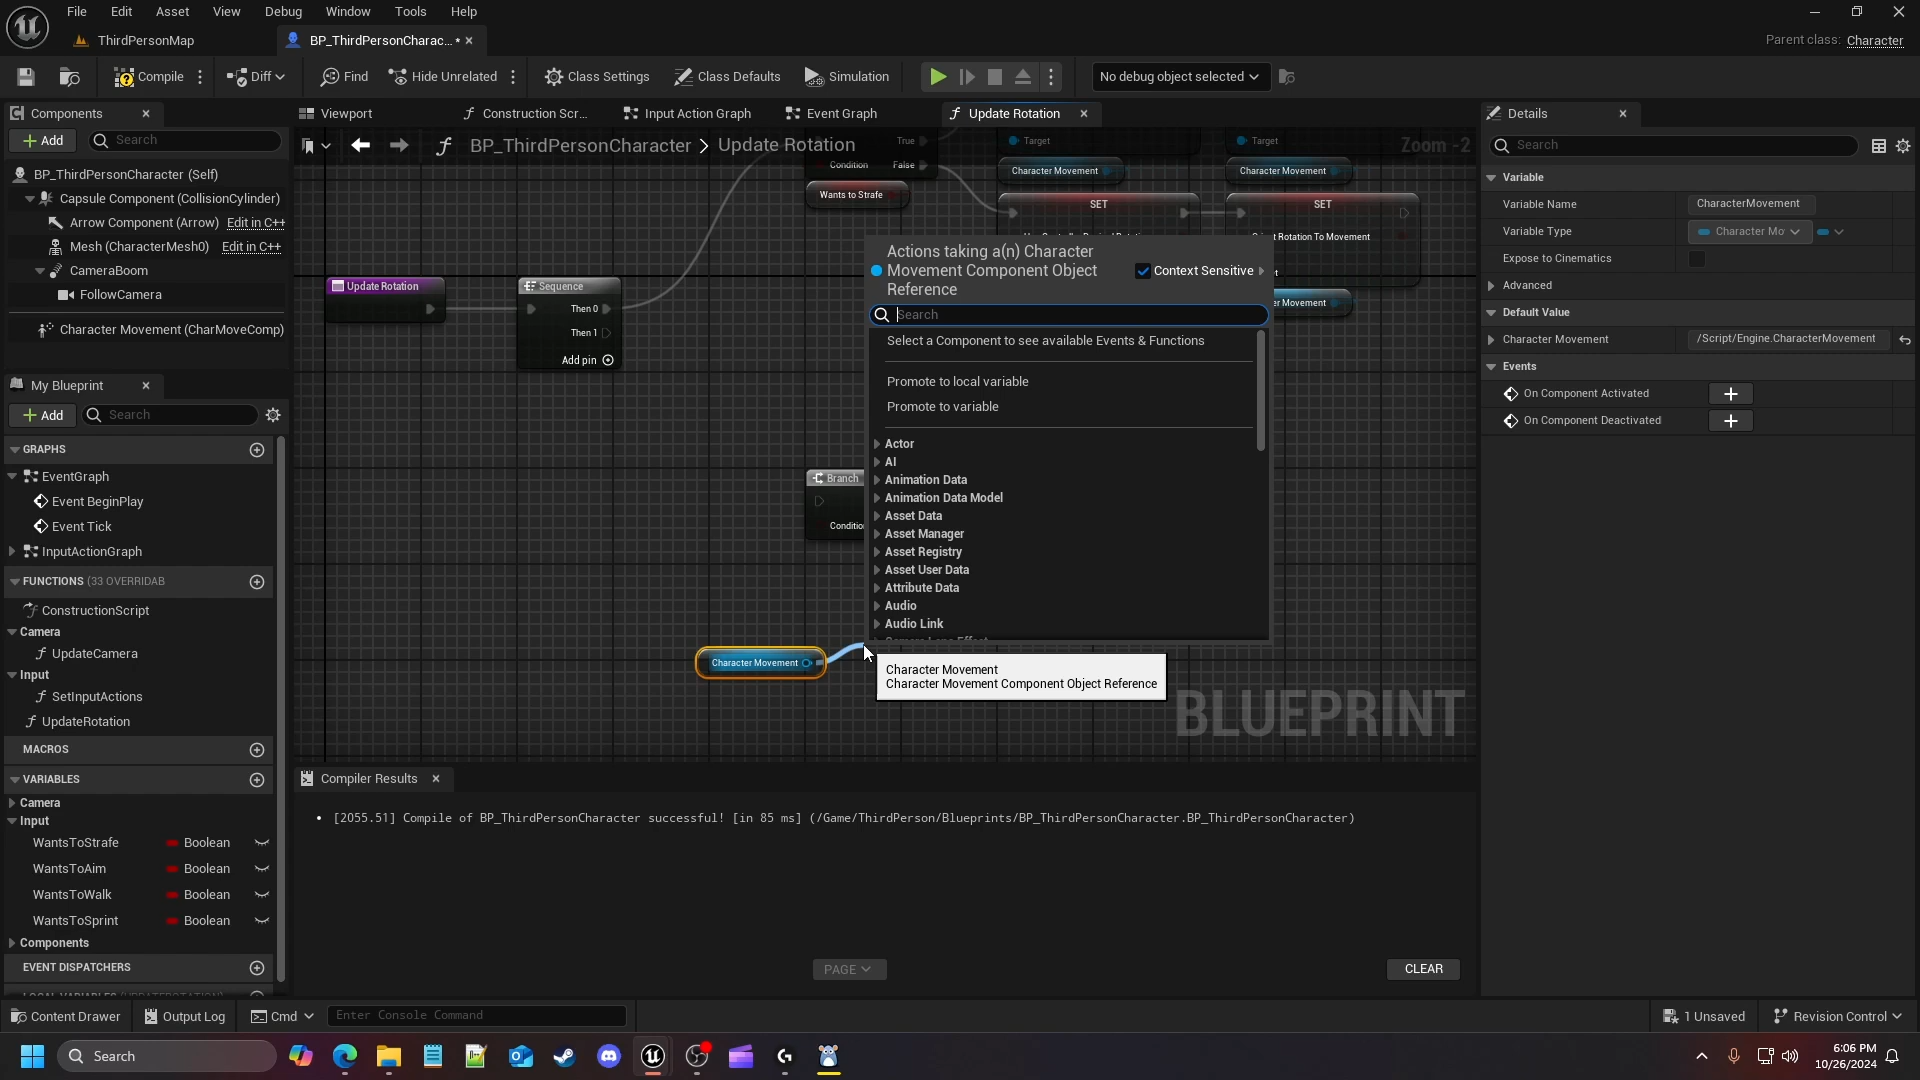 File Edit Asset View Debug Window Tools Help
ThirdPersonMap
BP_ThirdPersonCharac... •
Parent class: Character
Compile
Diff
Find
Hide Unrelated
Class Settings
Class Defaults
Simulation
No debug object selected
Components
Add
Search
BP_ThirdPersonCharacter (Self)
Capsule Component (CollisionCylinder)
Arrow Component (Arrow) Edit in C++
Mesh (CharacterMesh0) Edit in C++
CameraBoom
FollowCamera
Character Movement (CharMoveComp)
My Blueprint
Add
Search
GRAPHS
EventGraph
Event BeginPlay
Event Tick
InputActionGraph
FUNCTIONS (33 OVERRIDAB
ConstructionScript
Camera
UpdateCamera
Input
SetInputActions
UpdateRotation
MACROS
VARIABLES
Camera
Input
WantsToStrafe Boolean
WantsToAim Boolean
WantsToWalk Boolean
WantsToSprint Boolean
Components
EVENT DISPATCHERS
Viewport
Construction Scr...
Input Action Graph
Event Graph
Update Rotation
BP_ThirdPersonCharacter > Update Rotation
Zoom -2
True
Condition False
Wants to Strafe
Target
Character Movement
SET
Target
Character Movement
SET
t Rotation To Movement
er Movement
Update Rotation
Sequence
Then 0
Then 1
Add pin
Branch
Conditio
Character Movement
Actions taking a(n) Character
Movement Component Object
Reference
Context Sensitive
Search
Select a Component to see available Events & Functions
Promote to local variable
Promote to variable
Actor
AI
Animation Data
Animation Data Model
Asset Data
Asset Manager
Asset Registry
Asset User Data
Attribute Data
Audio
Audio Link
Character Movement
Character Movement Component Object Reference
BLUEPRINT
Compiler Results
[2055.51] Compile of BP_ThirdPersonCharacter successful! [in 85 ms] (/Game/ThirdPerson/Blueprints/BP_ThirdPersonCharacter.BP_ThirdPersonCharacter)
PAGE
CLEAR
Details
Search
Variable
Variable Name CharacterMovement
Variable Type Character Mo
Expose to Cinematics
Advanced
Default Value
Character Movement /Script/Engine.CharacterMovement
Events
On Component Activated
On Component Deactivated
Content Drawer
Output Log
Cmd
Enter Console Command
1 Unsaved
Revision Control
Search
6:06 PM
10/26/2024